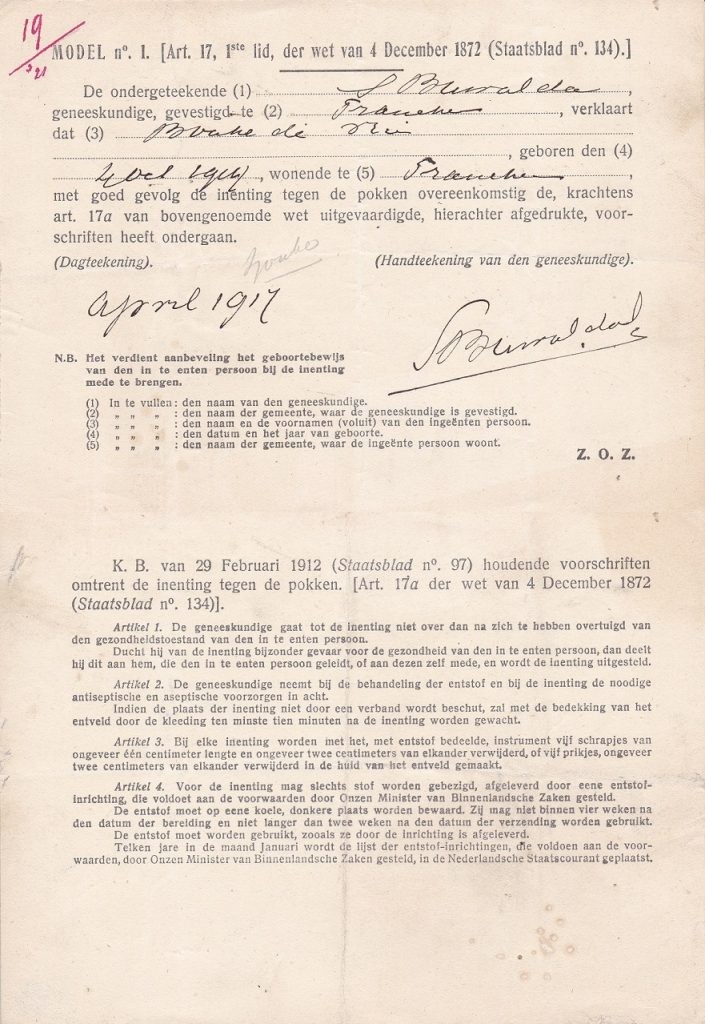 19
MODEL nº. 1. [Art. 17, 1ste lid, der wet van 4 December 1872 (Staatsblad nº. 134).]
De ondergeteekende (1) S Buwalda,
geneeskundige, gevestigd te (2) Franeker, verklaart
dat (3) Bouke de
, geboren den (4)
Oct , wonende te (5) Franeker,
met goed gevolg de inenting tegen de pokken overeenkomstig de, krachtens
art. 17a van bovengenoemde wet uitgevaardigde, hierachter afgedrukte, voor-
schriften heeft ondergaan.
(Dagteekening). (Handteekening van den geneeskundige).
April 1917
SBuwalda
N.B. Het verdient aanbeveling het geboortebewijs
van den in te enten persoon bij de inenting
mede te brengen.
(1) In te vullen: den naam van den geneeskundige.
(2) „ „ „ : den naam der gemeente, waar de geneeskundige is gevestigd.
(3) „ „ „ : den naam en de voornamen (voluit) van den ingeënten persoon.
(4) „ „ „ : den datum en het jaar van geboorte.
(5) „ „ „ : den naam der gemeente, waar de ingeënte persoon woont.
Z. O. Z.
K. B. van 29 Februari 1912 (Staatsblad nº. 97) houdende voorschriften
omtrent de inenting tegen de pokken. [Art. 17a der wet van 4 December 1872
(Staatsblad nº. 134)].
Artikel 1. De geneeskundige gaat tot de inenting niet over dan na zich te hebben overtuigd van
den gezondheidstoestand van den in te enten persoon.
Ducht hij van de inenting bijzonder gevaar voor de gezondheid van den in te enten persoon, dan deelt
hij dit aan hem, die den in te enten persoon geleidt, of aan dezen zelf mede, en wordt de inenting uitgesteld.
Artikel 2. De geneeskundige neemt bij de behandeling der entstof en bij de inenting de noodige
antiseptische en aseptische voorzorgen in acht.
Indien de plaats der inenting niet door een verband wordt beschut, zal met de bedekking van het
entveld door de kleeding ten minste tien minuten na de inenting worden gewacht.
Artikel 3. Bij elke inenting worden met het, met entstof bedeelde, instrument vijf schrapjes van
ongeveer één centimeter lengte en ongeveer twee centimeters van elkander verwijderd, of vijf prikjes, ongeveer
twee centimeters van elkander verwijderd in de huid van het entveld gemaakt.
Artikel 4. Voor de inenting mag slechts stof worden gebezigd, afgeleverd door eene entstof-
inrichting, die voldoet aan de voorwaarden door Onzen Minister van Binnenlandsche Zaken gesteld.
De entstof moet op eene koele, donkere plaats worden bewaard. Zij mag niet binnen vier weken na
den datum der bereiding en niet langer dan twee weken na den datum der verzending worden gebruikt.
De entstof moet worden gebruikt, zooals ze door de inrichting is afgeleverd.
Telken jare in de maand Januari wordt de lijst der entstof-inrichtingen, die voldoen aan de voor-
waarden, door Onzen Minister van Binnenlandsche Zaken gesteld, in de Nederlandsche Staatscourant geplaatst.